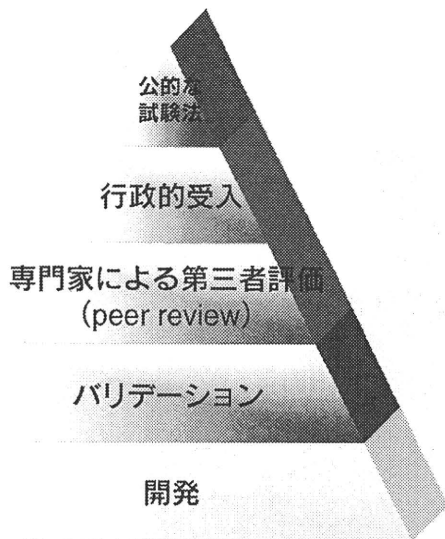 公的な
試験法
行政的受入
専門家による第三者評価
(peer review)
バリデーション
開発